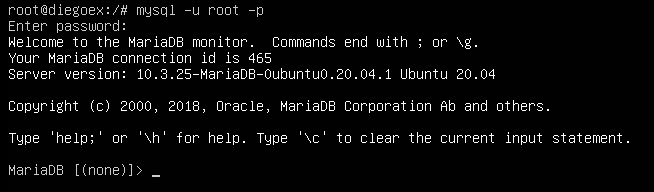 root@diegoex:/# mysql -u root -p
Enter password:
Welcome to the MariaDB monitor.  Commands end with ; or \g.
Your MariaDB connection id is 465
Server version: 10.3.25-MariaDB-0ubuntu0.20.04.1 Ubuntu 20.04
Copyright (c) 2000, 2018, Oracle, MariaDB Corporation Ab and others.
Type 'help;' or '\h' for help. Type '\c' to clear the current input statement.
MariaDB [(none)]> _